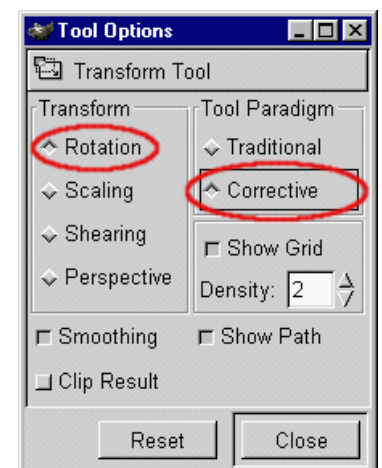 Tool Options
Transform Tool
Transform
Rotation
Scaling
Shearing
Perspective
Tool Paradigm
Traditional
Corrective
Show Grid
Density: 2
Smoothing
Show Path
Clip Result
Reset
Close